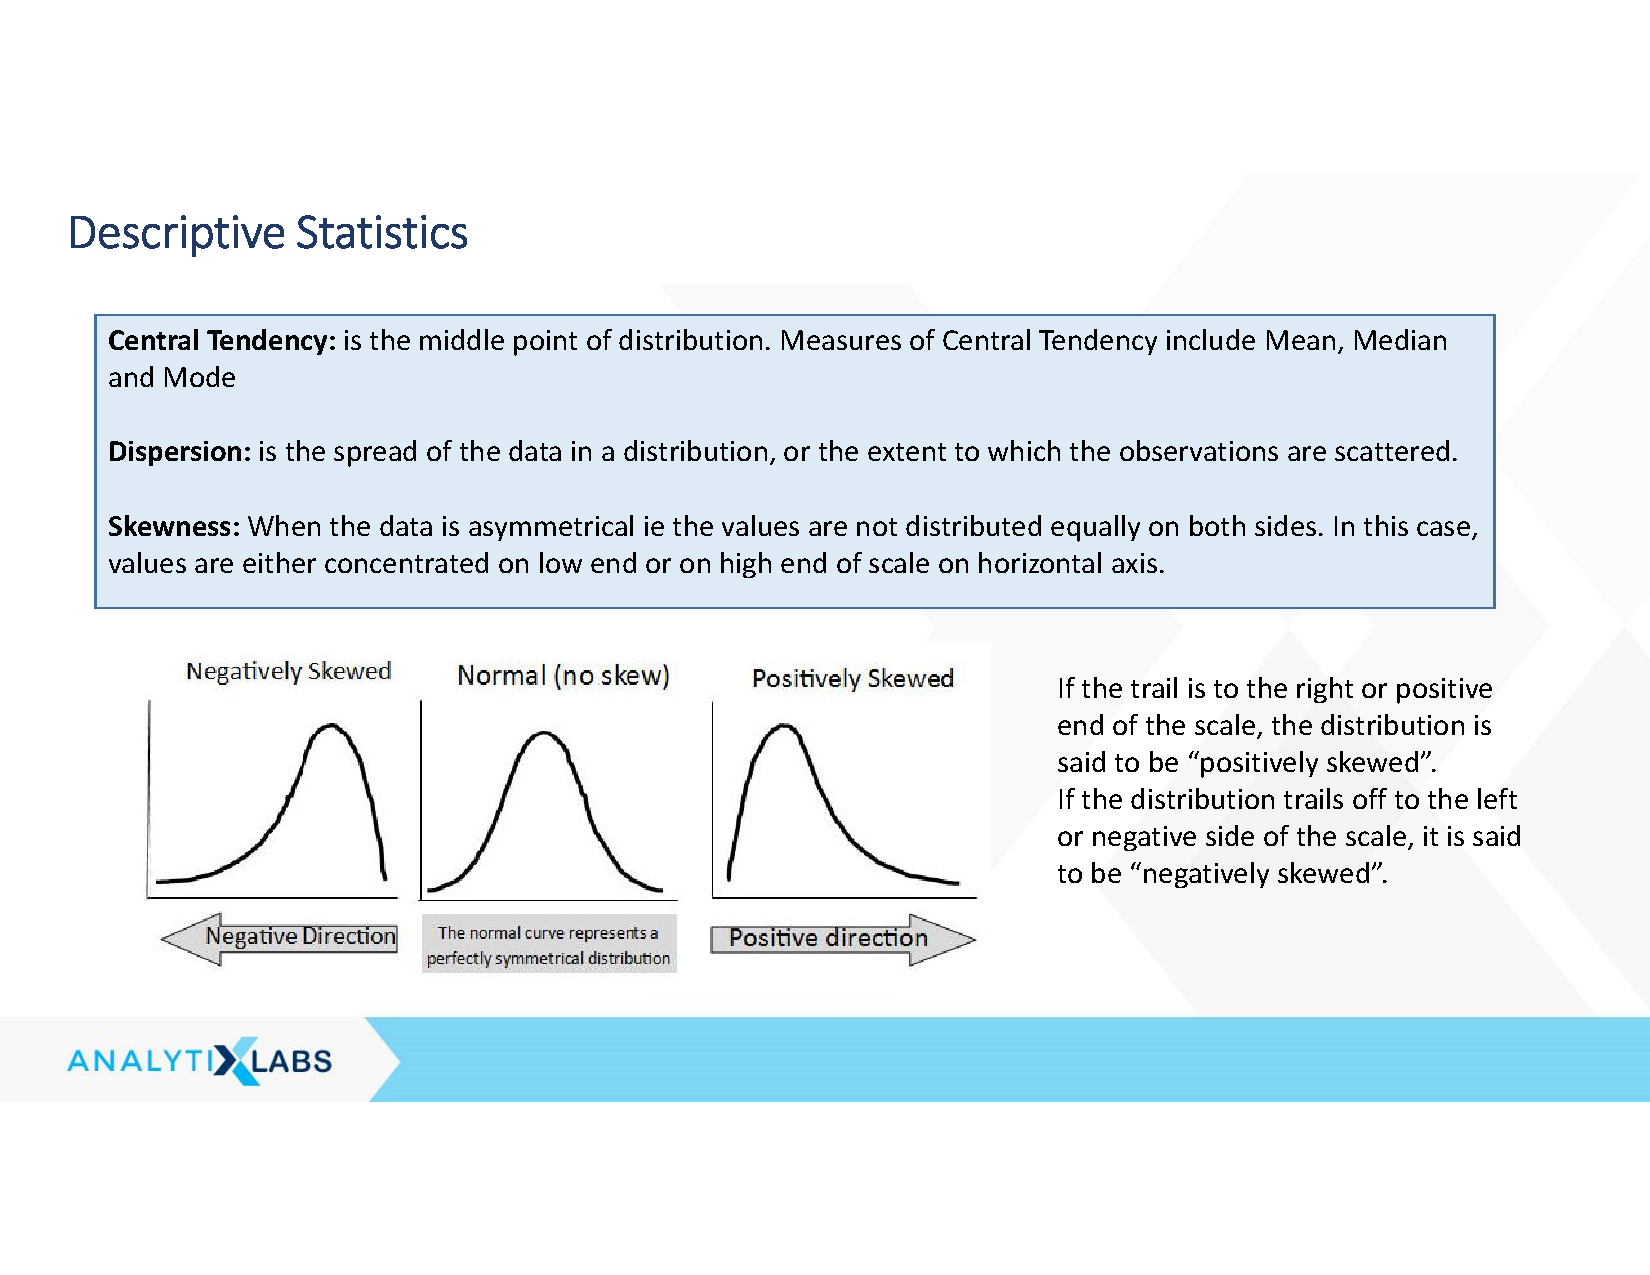 Descriptive Statistics
Central Tendency: is the middle point of distribution. Measures of Central Tendency include Mean, Median
and Mode
Dispersion: is the spread of the data in a distribution, or the extent to which the observations are scattered.
Skewness: When the data is asymmetrical ie the values are not distributed equally on both sides. In this case,
values are either concentrated on low end or on high end of scale on horizontal axis.
Negatively Skewed
Normal (no skew)
Positively Skewed
Negative Direction
The normal curve represents a
perfectly symmetrical distribution
Positive direction
If the trail is to the right or positive
end of the scale, the distribution is
said to be “positively skewed”.
If the distribution trails off to the left
or negative side of the scale, it is said
to be “negatively skewed”.
ANALYTIXLABS